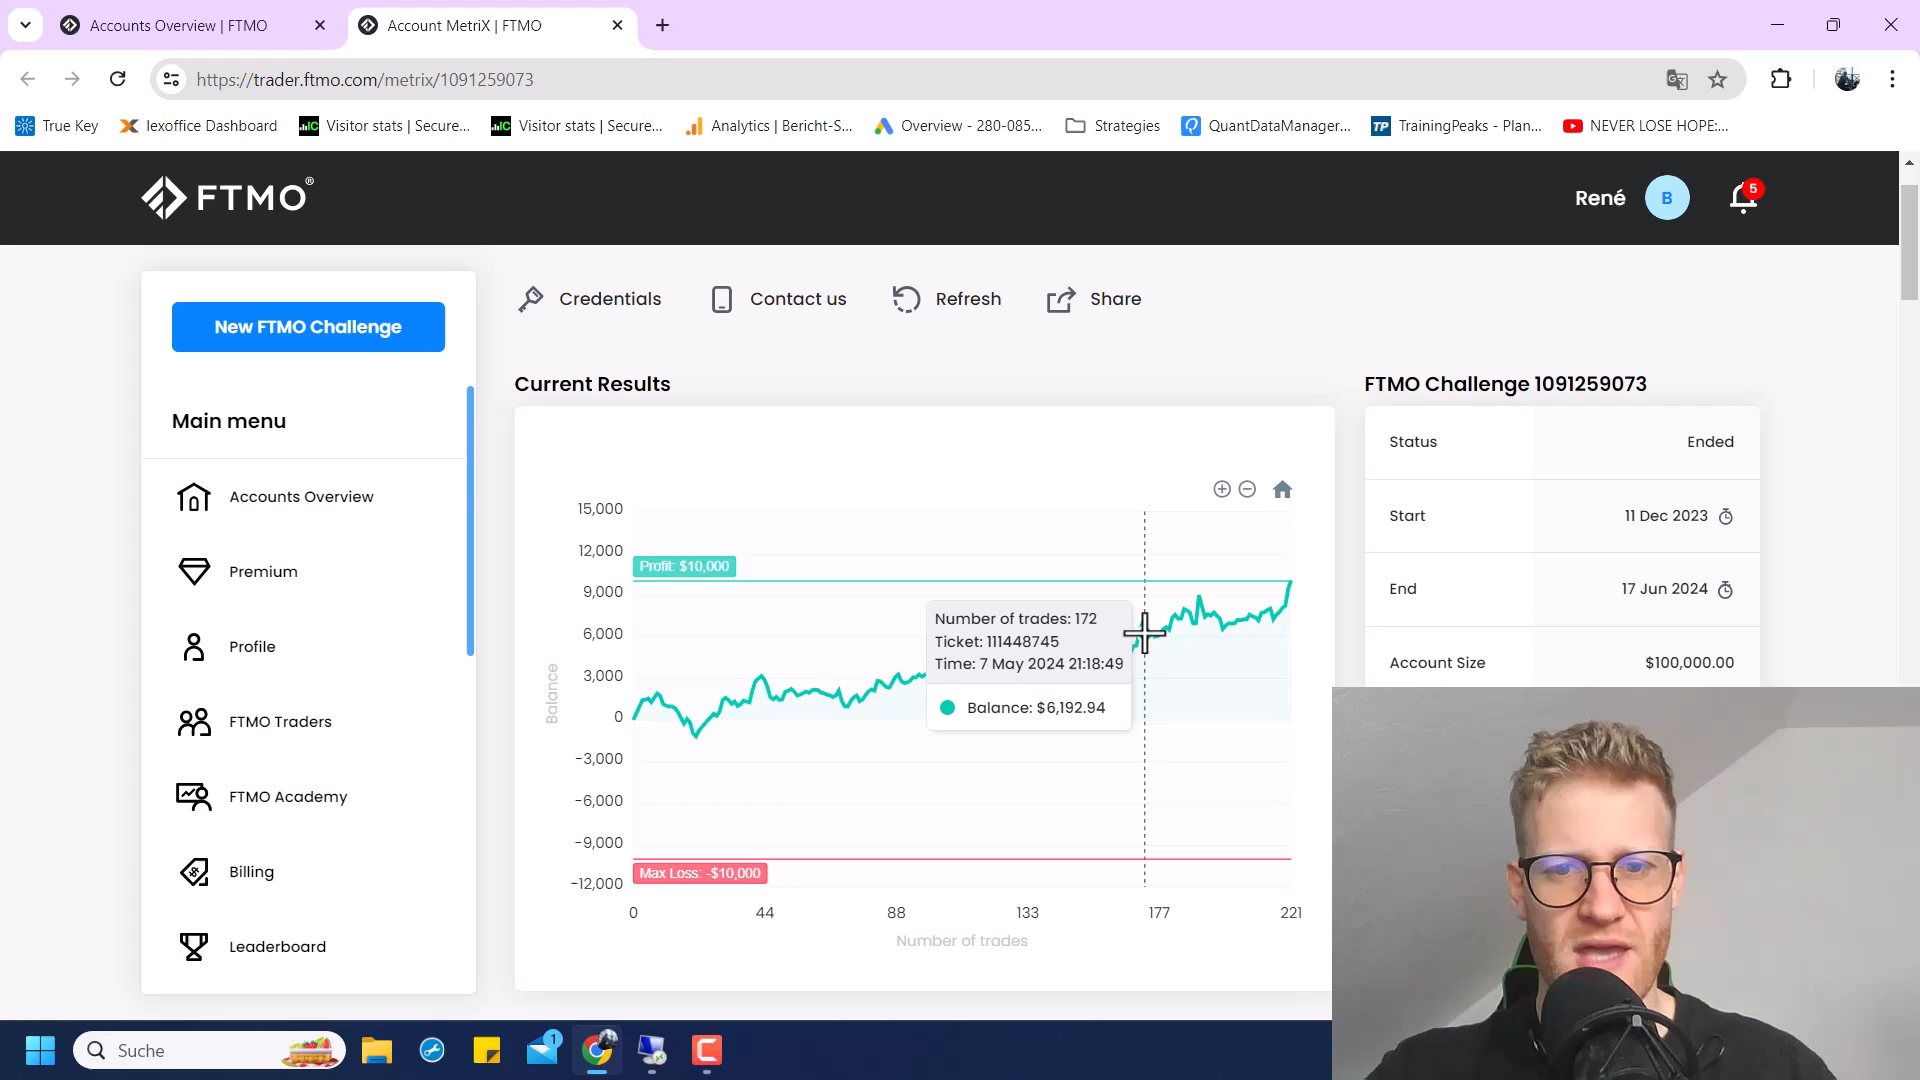 Accounts Overview | FTMO
Account MetriX | FTMO
https://trader.ftmo.com/metrix/1091259073
True Key
lexoffice Dashboard
Visitor stats | Secure...
Visitor stats | Secure...
Analytics | Bericht-S...
Overview - 280-085...
Strategies
QuantDataManager...
TP
TrainingPeaks - Plan...
NEVER LOSE HOPE:...
FTMO®
René
B
5
New FTMO Challenge
Main menu
Accounts Overview
Premium
Profile
FTMO Traders
FTMO Academy
Billing
Leaderboard
Credentials
Contact us
Refresh
Share
Current Results
15,000
12,000
9,000
6,000
3,000
0
-3,000
-6,000
-9,000
-12,000
Balance
Profit: $10,000
Number of trades: 172
Ticket: 111448745
Time: 7 May 2024 21:18:49
Balance: $6,192.94
Max Loss: -$10,000
0
44
88
133
177
221
Number of trades
FTMO Challenge 1091259073
Status
Ended
Start
11 Dec 2023
End
17 Jun 2024
Account Size
$100,000.00
Suche
1